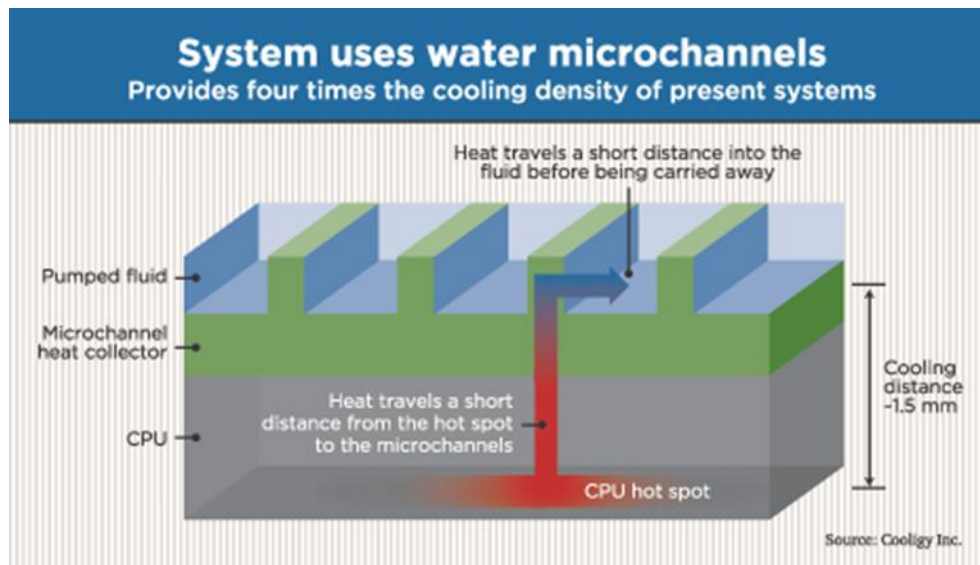 System uses water microchannels
Provides four times the cooling density of present systems
Heat travels a short distance into the
fluid before being carried away
Pumped fluid
Microchannel
heat collector
CPU
Heat travels a short
distance from the hot spot
to the microchannels
CPU hot spot
Cooling
distance
~1.5 mm
Source: Cooligy Inc.